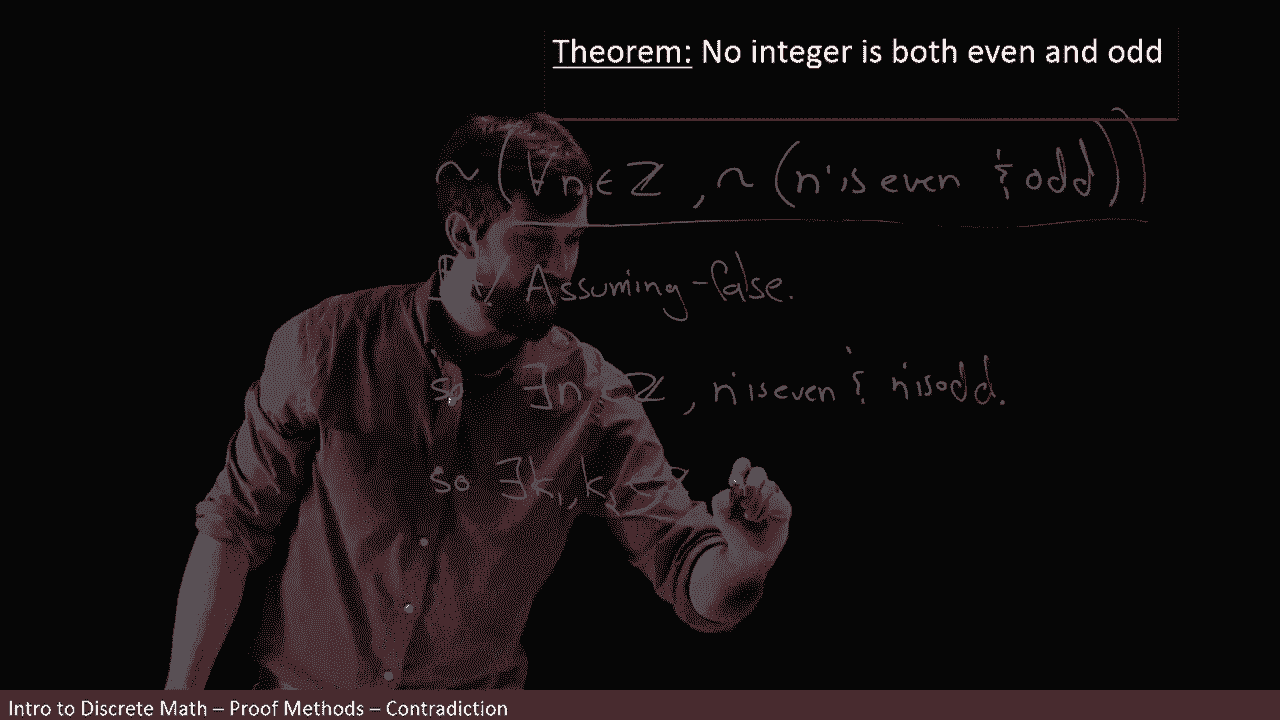 Theorem: No integer is both even and odd
~(∀n∈ℤ, ~(n is even & odd))
Assuming false.
so ∃n∈ℤ, n is even & n is odd.
so ∃k₁, k
Intro to Discrete Math – Proof Methods – Contradiction